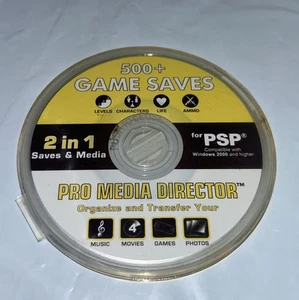 500+
GAME SAVES
LEVELS CHARACTERS LIFE AMMO
2 in 1
Saves & Media
for PSP®
Compatible with
Windows 2000 and higher
PRO MEDIA DIRECTOR™
Organize and Transfer Your
MUSIC MOVIES GAMES PHOTOS